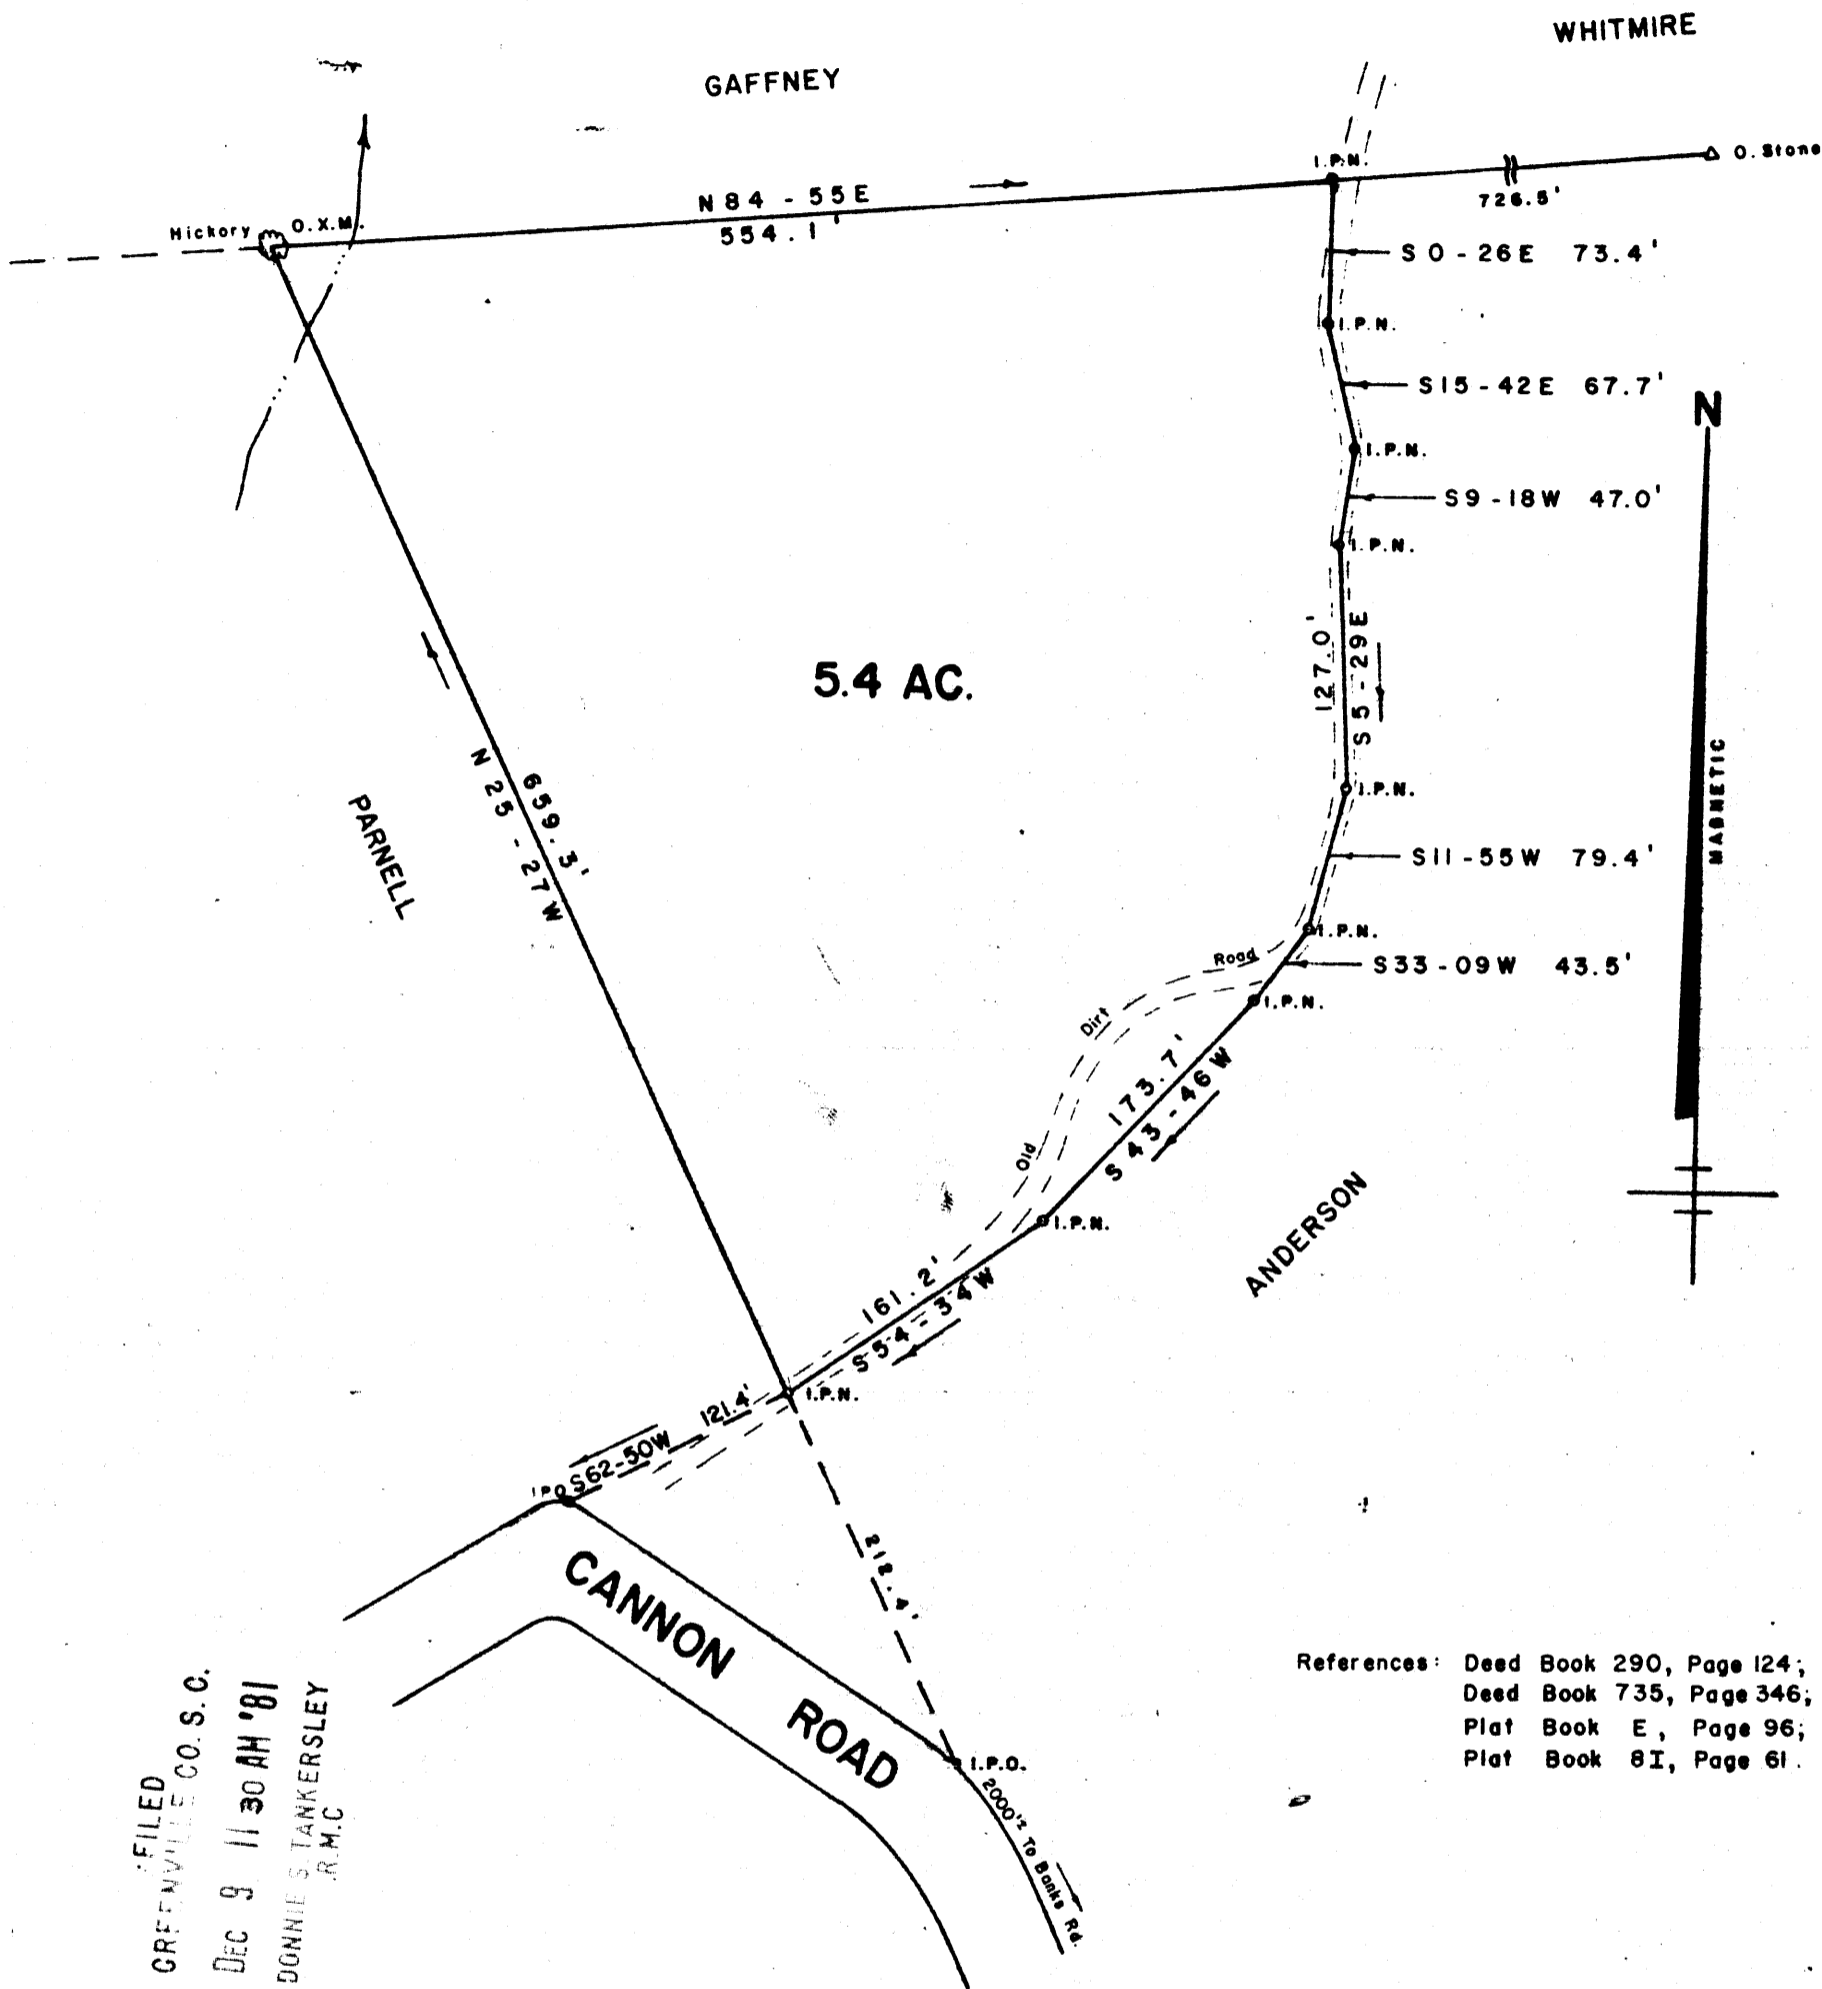 WHITMIRE
GAFFNEY
I.P.N.
O. Stone
N 84 - 55 E
554.1'
726.5'
Hickory
O.X.M.
S 0 - 26 E 73.4'
I.P.N.
S 15 - 42 E 67.7'
N
I.P.N.
S 9 - 18 W 47.0'
I.P.N.
127.0'
S 5 - 29 E
5.4 AC.
MAGNETIC
659.3'
N 25 - 27 W
PARNELL
I.P.N.
S 11 - 55 W 79.4'
I.P.N.
Old Dirt Road
S 33 - 09 W 43.5'
I.P.N.
173.7'
S 43 - 46 W
I.P.N.
ANDERSON
161.2'
S 54 - 34 W
I.P.N.
121.4'
S 62 - 50 W
I.P.O.
212.4'
CANNON ROAD
I.P.O.
2000'± To Banks Rd.
References: Deed Book 290, Page 124;
Deed Book 735, Page 346;
Plat Book E, Page 96;
Plat Book 8I, Page 61.
FILED
GREENVILLE CO. S.C.
DEC 9 11 30 AM '81
DONNIE S. TANKERSLEY
R.M.C